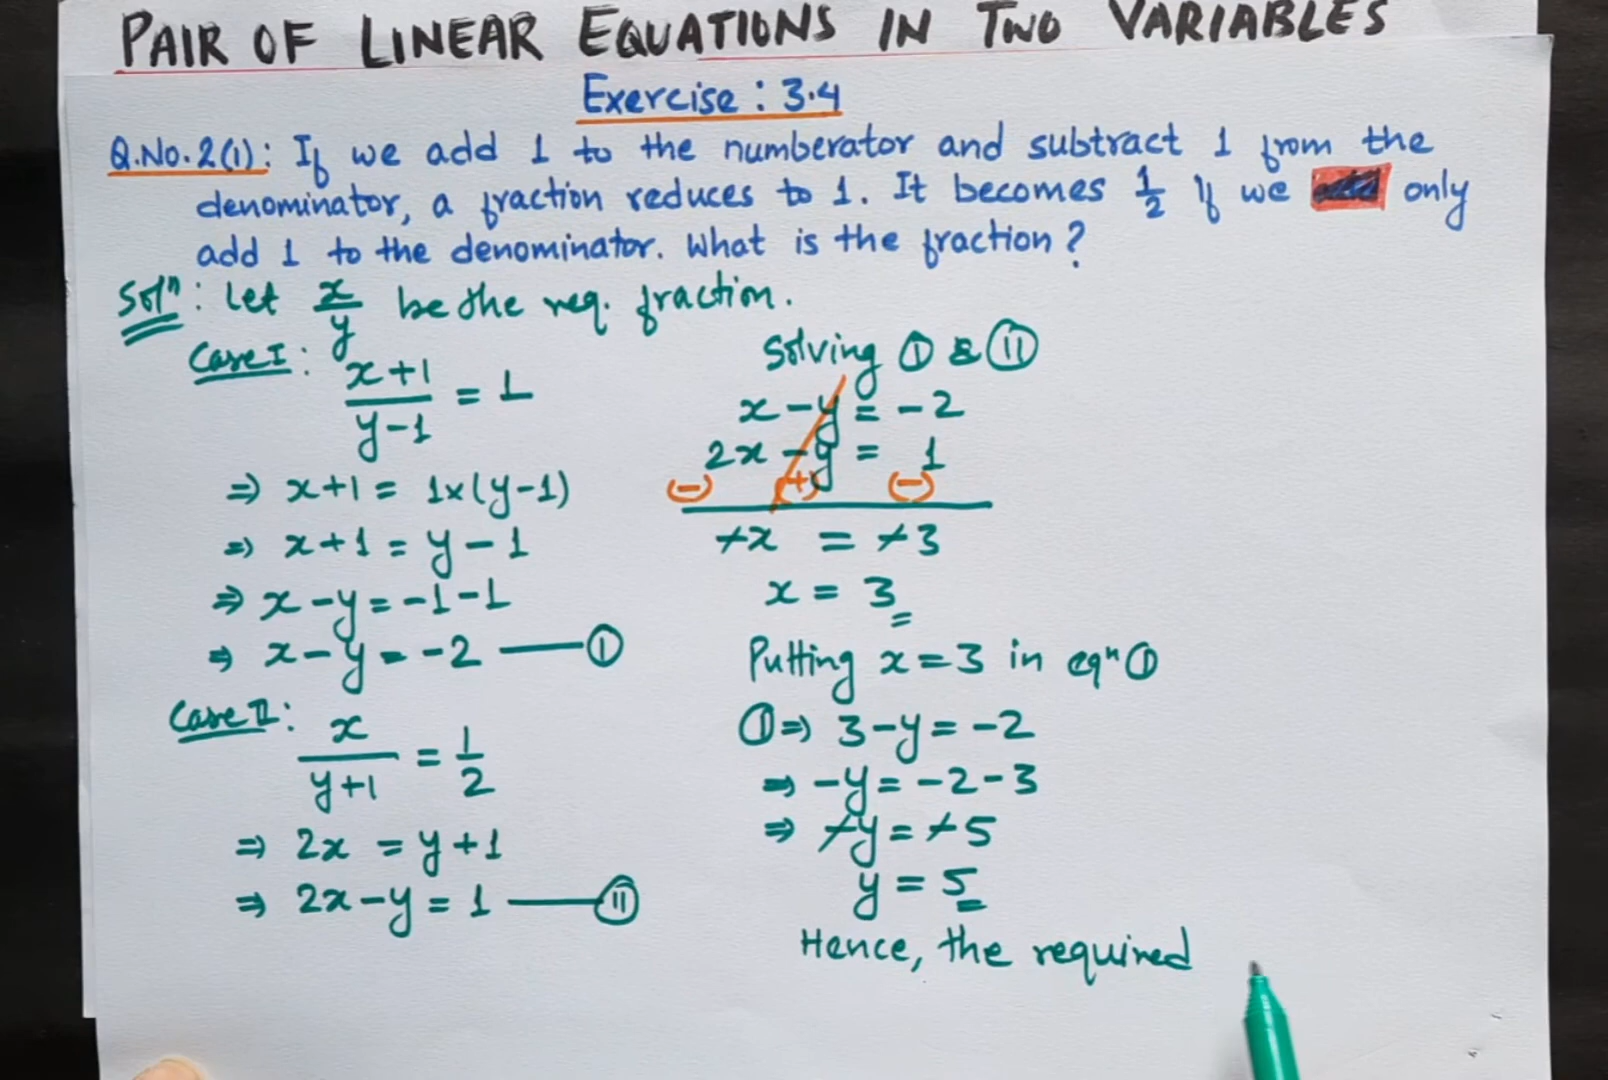 PAIR OF LINEAR EQUATIONS IN TWO VARIABLES
Exercise : 3.4
Q.No.2(1): If we add 1 to the numberator and subtract 1 from the
denominator, a fraction reduces to 1. It becomes 1/2 If we only
add 1 to the denominator. What is the fraction?
Solⁿ: Let x/y be the req. fraction.
Case I: (x+1)/(y-1) = 1
⇒ x+1 = 1×(y-1)
⇒ x+1 = y-1
⇒ x-y = -1-1
⇒ x-y = -2 —— Ⓘ
Case II: x/(y+1) = 1/2
⇒ 2x = y+1
⇒ 2x-y = 1 —— (II)
Solving Ⓘ & (II)
x-y = -2
2x-y = 1
(-) (+) (-)
-x = -3
x = 3
Putting x=3 in eqⁿ Ⓘ
Ⓘ ⇒ 3-y = -2
⇒ -y = -2-3
⇒ -y = -5
y = 5
Hence, the required